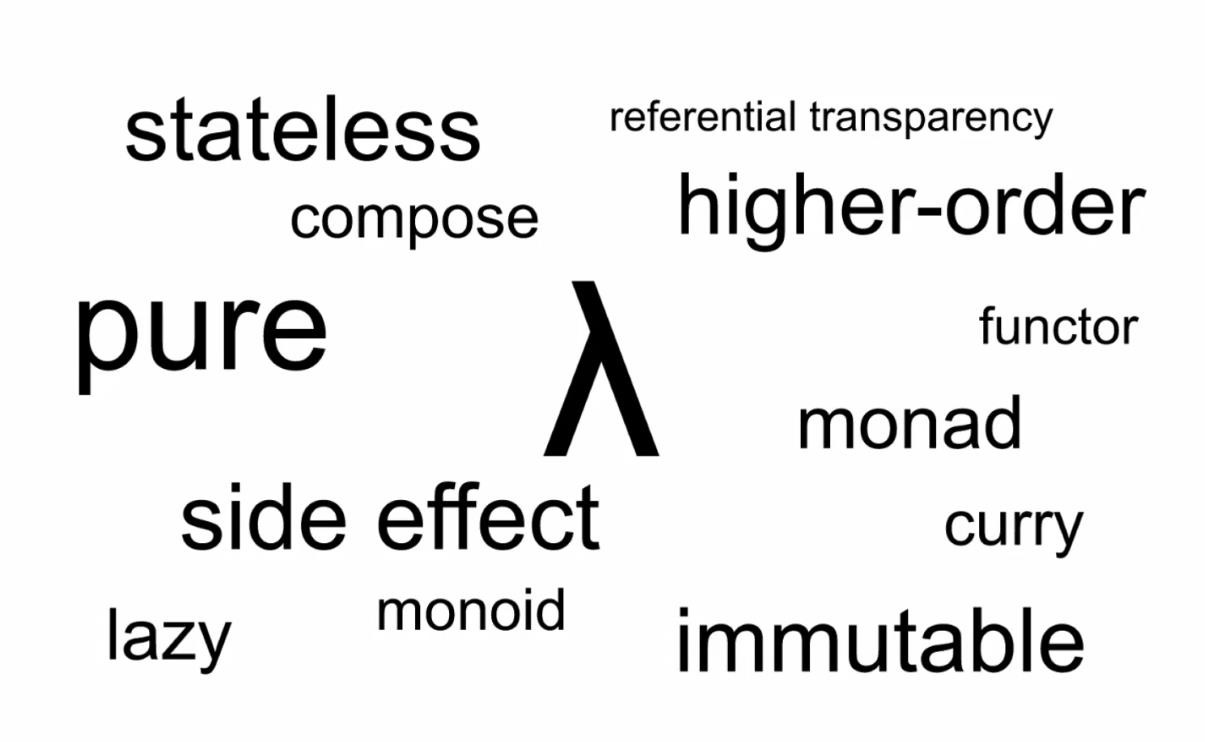 stateless
referential transparency
compose
higher-order
pure
λ
functor
monad
side effect
curry
monoid
lazy
immutable